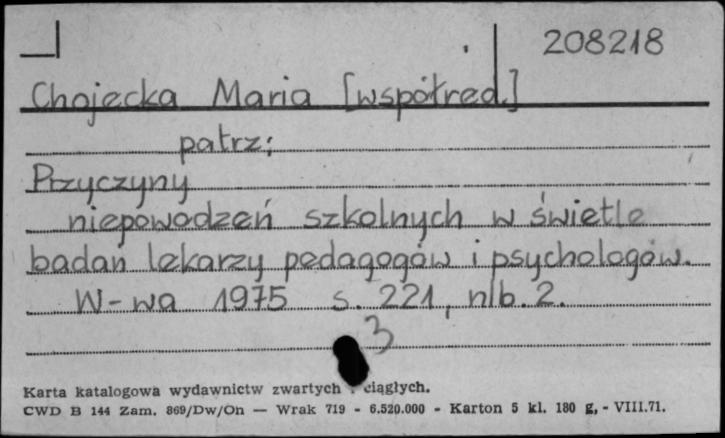 208218
Chojecka Maria [współred.]
patrz:
Przyczyny
niepowodzeń szkolnych w świetle
badań lekarzy pedagogów i psychologów.
W-wa 1975 s. 221, nlb. 2.
3
Karta katalogowa wydawnictw zwartych i ciągłych.
CWD B 144 Zam. 869/Dw/On — Wrak 719 - 6.520.000 - Karton 5 kl. 180 g, - VIII.71.